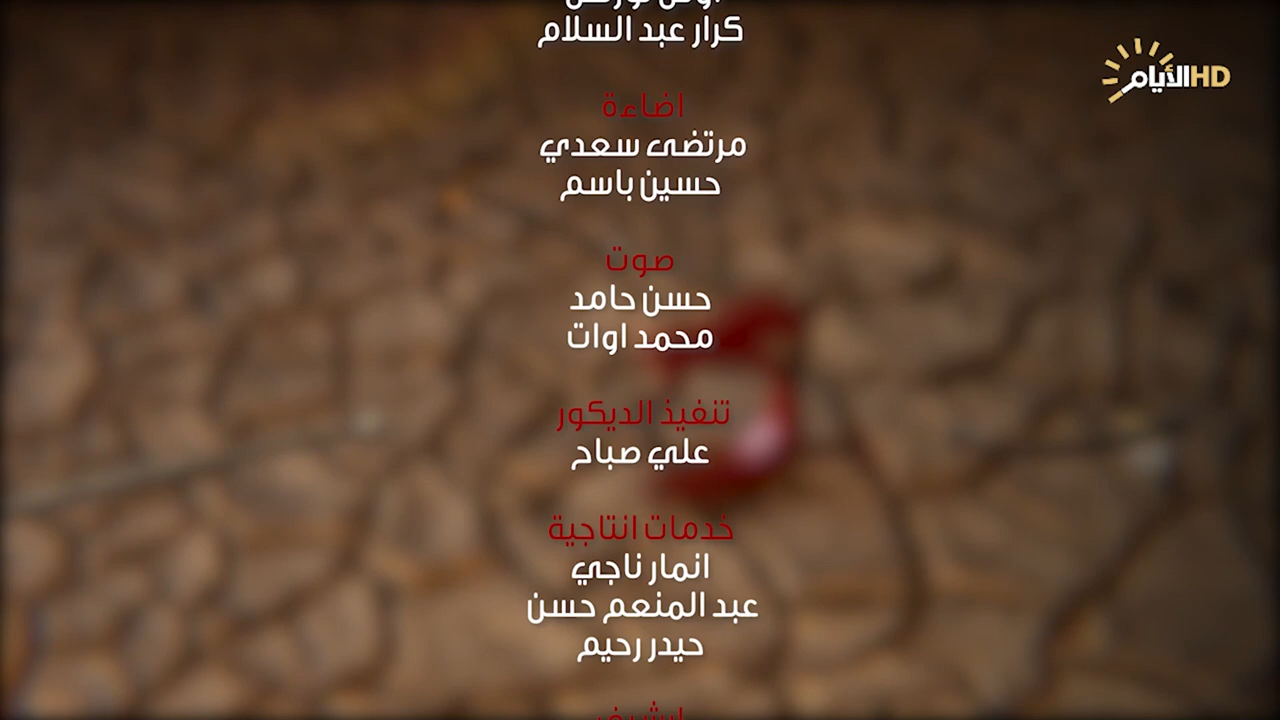 كرار عبد السلام
الأيام HD
اضاءة
مرتضى سعدي
حسين باسم
صوت
حسن حامد
محمد اوات
تنفيذ الديكور
علي صباح
خدمات انتاجية
انمار ناجي
عبد المنعم حسن
حيدر رحيم